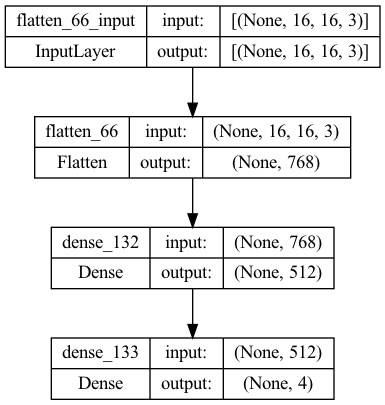 flatten_66_input input: [(None, 16, 16, 3)]
InputLayer output: [(None, 16, 16, 3)]
flatten_66 input: (None, 16, 16, 3)
Flatten output: (None, 768)
dense_132 input: (None, 768)
Dense output: (None, 512)
dense_133 input: (None, 512)
Dense output: (None, 4)